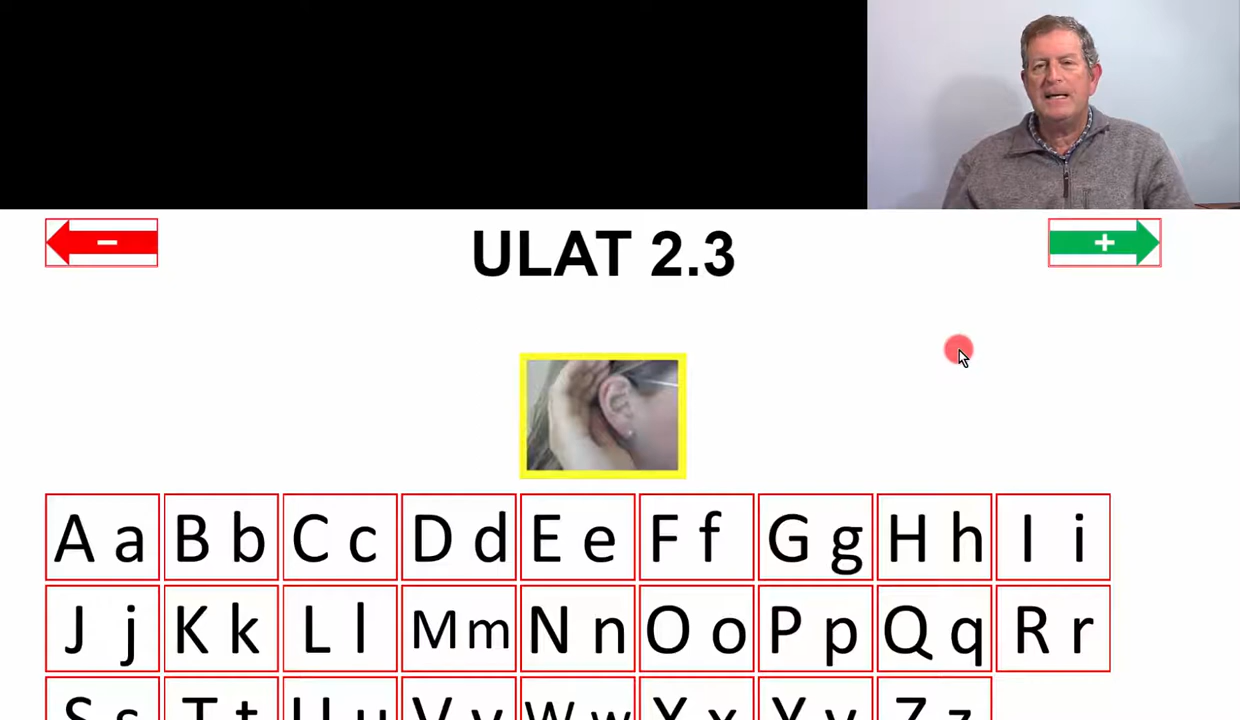 −
ULAT 2.3
+
A a B b C c D d E e F f G g H h I i
J j K k L l M m N n O o P p Q q R r
S s T t U u V v W w X x Y y Z z